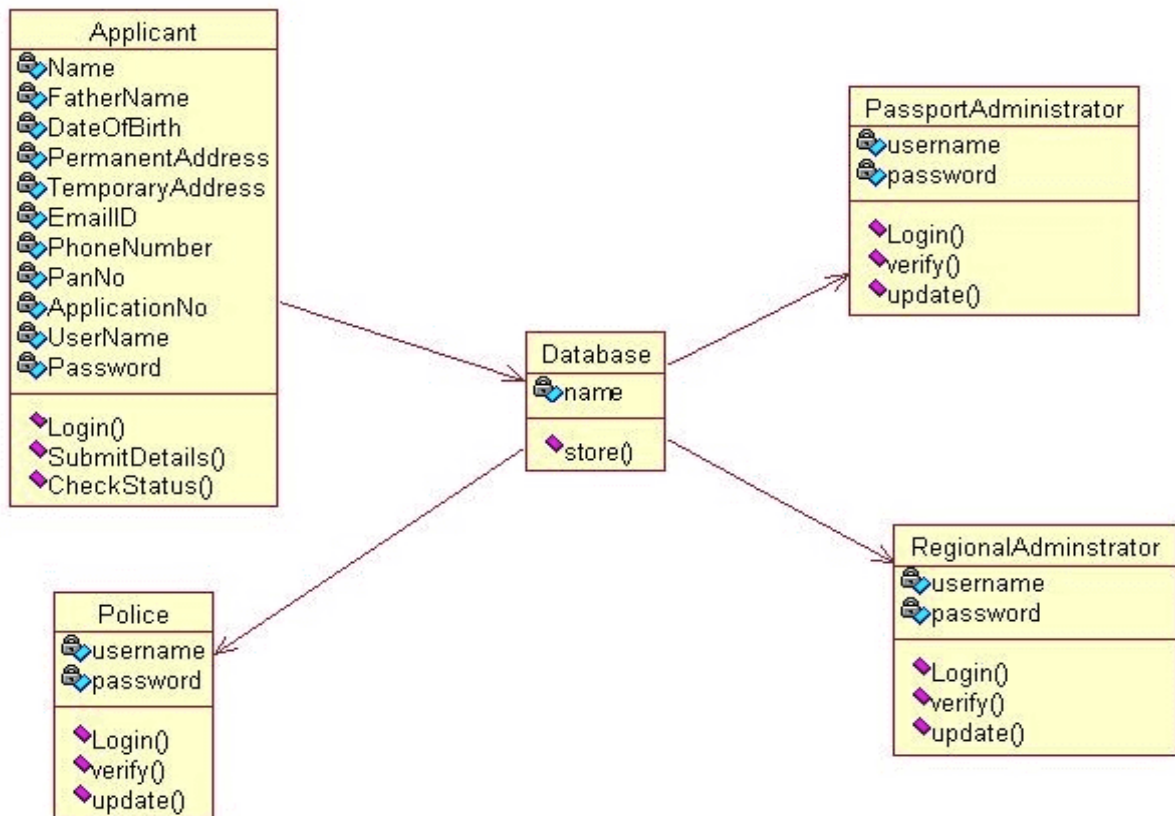 Applicant
Name
FatherName
DateOfBirth
PermanentAddress
TemporaryAddress
EmailID
PhoneNumber
PanNo
ApplicationNo
UserName
Password
Login()
SubmitDetails()
CheckStatus()
PassportAdministrator
username
password
Login()
verify()
update()
Database
name
store()
RegionalAdminstrator
username
password
Login()
verify()
update()
Police
username
password
Login()
verify()
update()